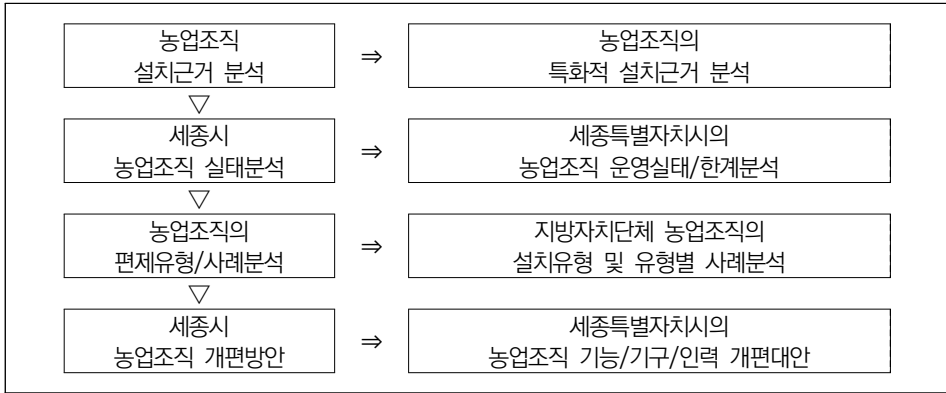 농업조직
설치근거 분석
⇒
농업조직의
특화적 설치근거 분석
▽
세종시
농업조직 실태분석
⇒
세종특별자치시의
농업조직 운영실태/한계분석
▽
농업조직의
편제유형/사례분석
⇒
지방자치단체 농업조직의
설치유형 및 유형별 사례분석
▽
세종시
농업조직 개편방안
⇒
세종특별자치시의
농업조직 기능/기구/인력 개편대안